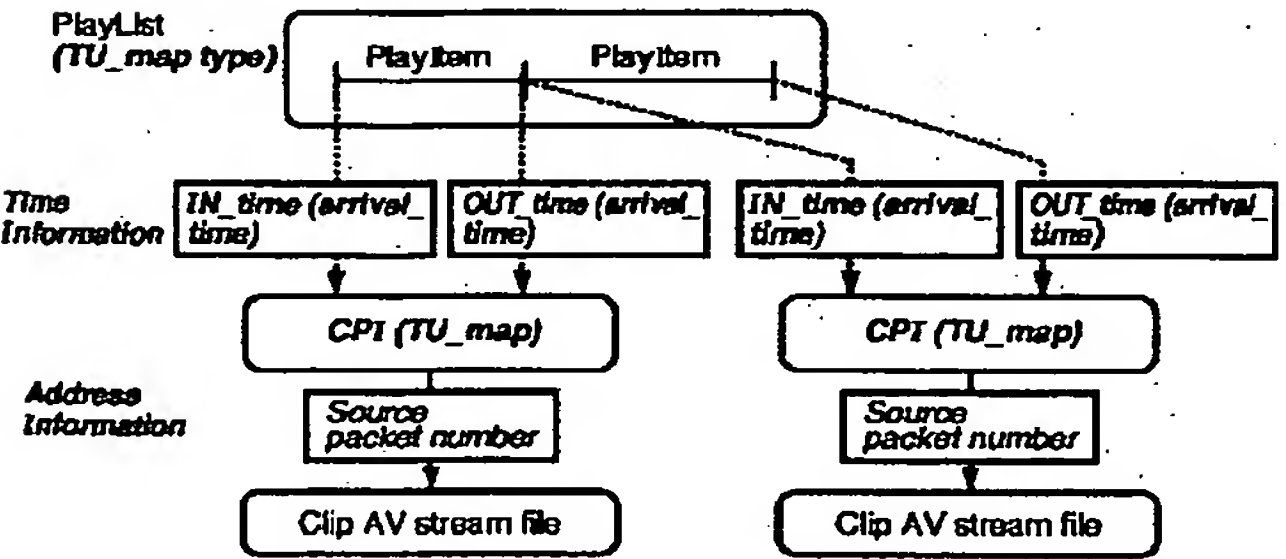 PlayList
(TU_map type)
PlayItem PlayItem
Time
Information
IN_time (arrival_
time)
OUT_time (arrival_
time)
IN_time (arrival_
time)
OUT_time (arrival_
time)
CPI (TU_map)
CPI (TU_map)
Address
Information
Source
packet number
Source
packet number
Clip AV stream file
Clip AV stream file